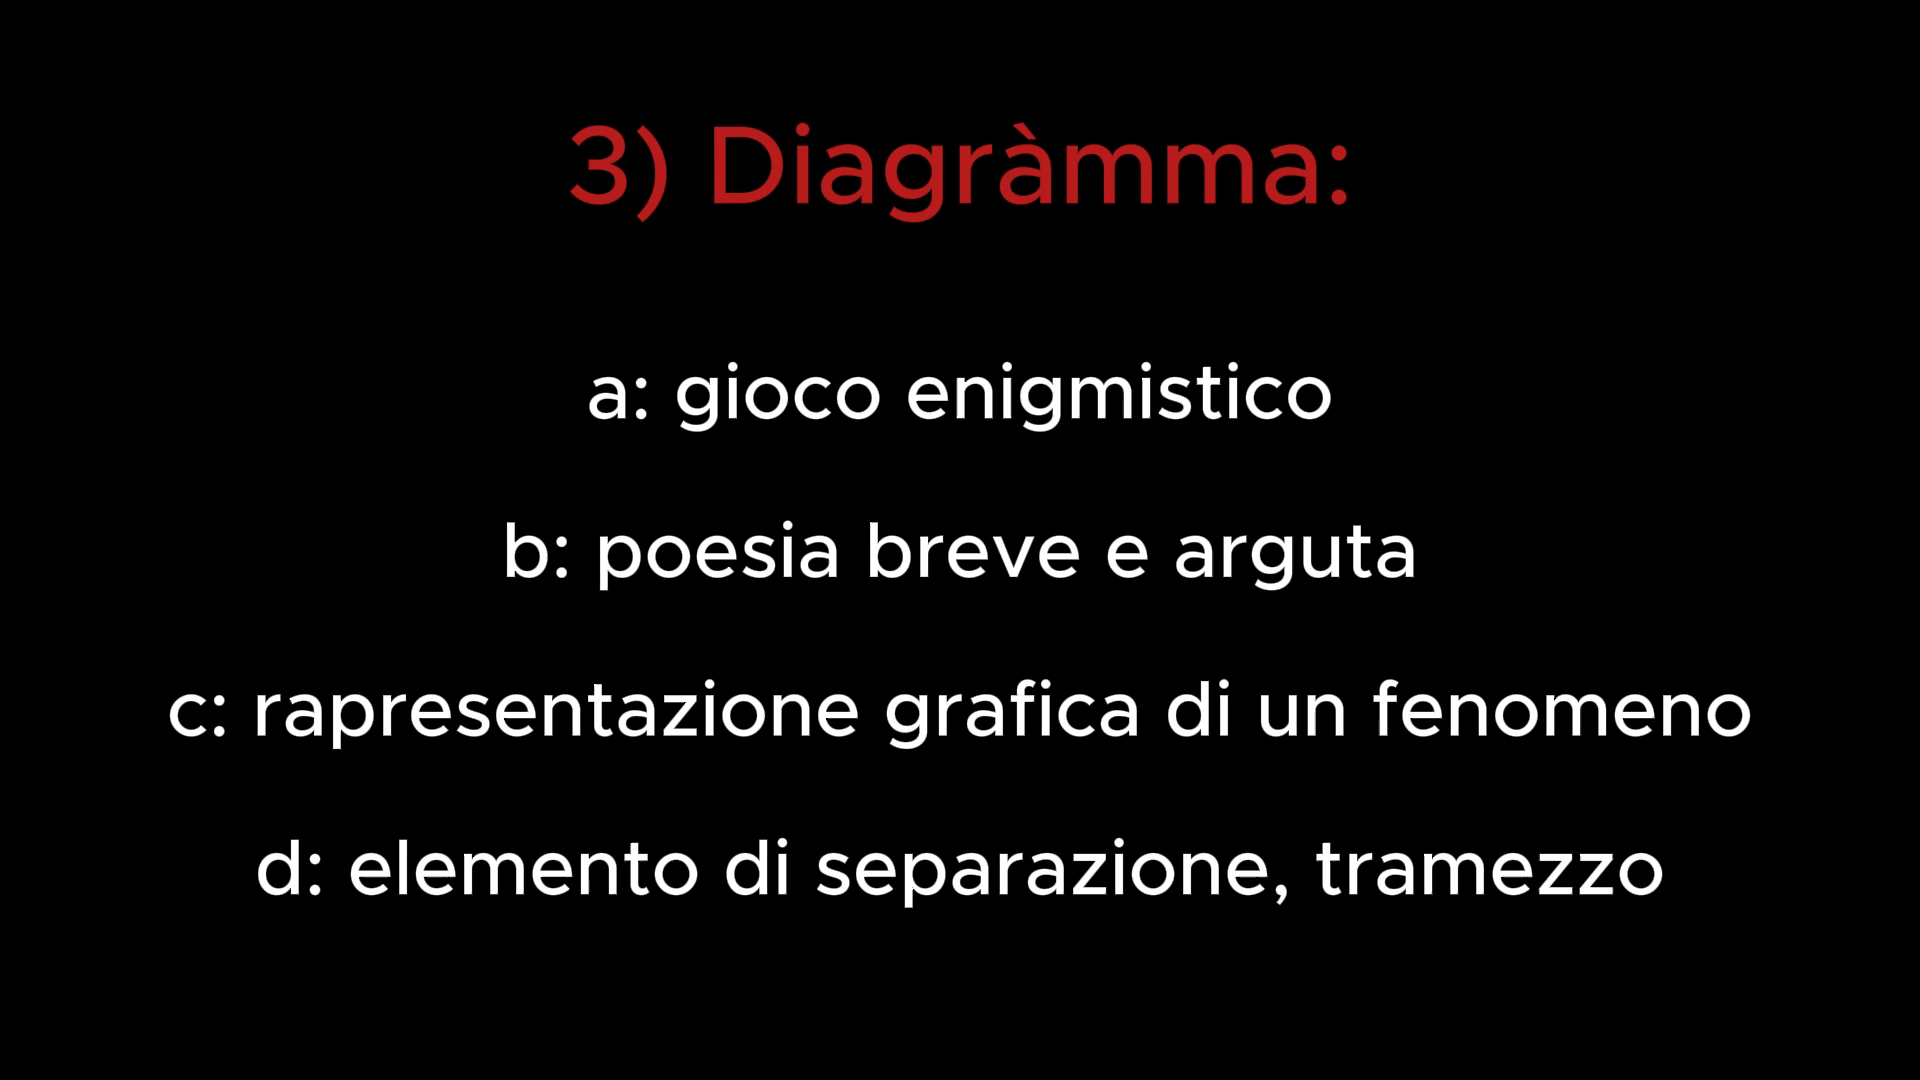 3) Diagràmma:
a: gioco enigmistico
b: poesia breve e arguta
c: rapresentazione grafica di un fenomeno
d: elemento di separazione, tramezzo